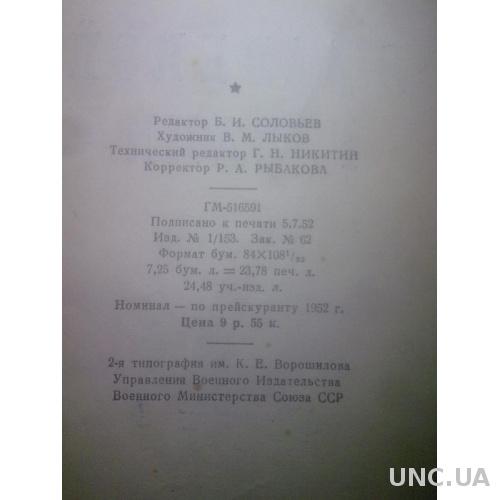 Редактор Б. И. СОЛОВЬЕВ
Художник В. М. ЛЫКОВ
Технический редактор Г. Н. НИКИТИН
Корректор Р. А. РЫБАКОВА
ГМ-516591
Подписано к печати 5.7.52
Изд. № 1/153. Зак. № 62
Формат бум. 84×108¹/₃₂
7,25 бум. л. = 23,78 печ. л.
24,48 уч.-изд. л.
Номинал — по прейскуранту 1952 г.
Цена 9 р. 55 к.
2-я типография им. К. Е. Ворошилова
Управления Военного Издательства
Военного Министерства Союза ССР
UNC.UA